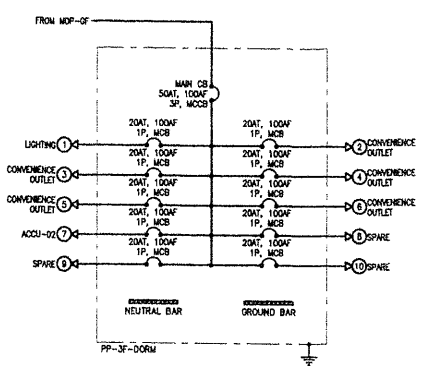 FROM MDP-GF
MAIN CB
50AT, 100AF
3P, MCCB
20AT, 100AF
1P, MCB
20AT, 100AF
1P, MCB
LIGHTING 1
2 CONVENIENCE
OUTLET
20AT, 100AF
1P, MCB
20AT, 100AF
1P, MCB
CONVENIENCE
OUTLET 3
4 CONVENIENCE
OUTLET
20AT, 100AF
1P, MCB
20AT, 100AF
1P, MCB
CONVENIENCE
OUTLET 5
6 CONVENIENCE
OUTLET
20AT, 100AF
1P, MCB
20AT, 100AF
1P, MCB
ACCU-02 7
8 SPARE
20AT, 100AF
1P, MCB
20AT, 100AF
1P, MCB
SPARE 9
10 SPARE
NEUTRAL BAR
GROUND BAR
PP-3F-DORM